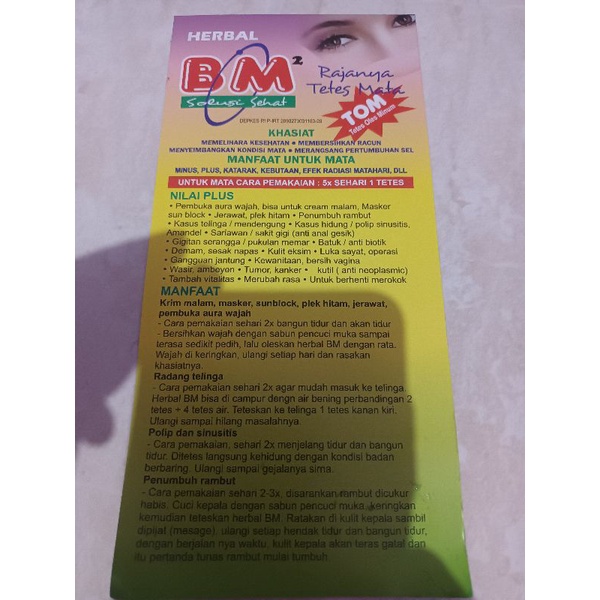 HERBAL
BM²
Solusi Sehat
Rajanya
Tetes Mata
TOM
Tetes Oles Minum
DEPKES RI P-IRT
KHASIAT
MEMELIHARA KESEHATAN • MEMBERSIHKAN RACUN
MENYEIMBANGKAN KONDISI MATA • MERANGSANG PERTUMBUHAN SEL
MANFAAT UNTUK MATA
MINUS, PLUS, KATARAK, KEBUTAAN, EFEK RADIASI MATAHARI, DLL
UNTUK MATA CARA PEMAKAIAN : 5x SEHARI 1 TETES
NILAI PLUS
• Pembuka aura wajah, bisa untuk cream malam, Masker
sun block • Jerawat, plek hitam • Penumbuh rambut
• Kasus telinga / mendengung • Kasus hidung / polip sinusitis,
Amandel • Sariawan / sakit gigi (anti anal gesik)
• Gigitan serangga / pukulan memar • Batuk / anti biotik
• Demam, sesak napas • Kulit eksim • Luka sayat, operasi
• Gangguan jantung • Kewanitaan, bersih vagina
• Wasir, amboyen • Tumor, kanker • kutil ( anti neoplasmic)
• Tambah vitalitas • Merubah rasa • Untuk berhenti merokok
MANFAAT
Krim malam, masker, sunblock, plek hitam, jerawat,
pembuka aura wajah
- Cara pemakaian sehari 2x bangun tidur dan akan tidur
- Bersihkan wajah dengan sabun pencuci muka sampai
terasa sedikit pedih, lalu oleskan herbal BM dengan rata.
Wajah di keringkan, ulangi setiap hari dan rasakan
khasiatnya.
Radang telinga
- Cara pemakaian sehari 2x agar mudah masuk ke telinga.
Herbal BM bisa di campur dengn air bening perbandingan 2
tetes + 4 tetes air. Teteskan ke telinga 1 tetes kanan kiri.
Ulangi sampai hilang masalahnya.
Polip dan sinusitis
- Cara pemakaian, sehari 2x menjelang tidur dan bangun
tidur. Ditetes langsung kehidung dengan kondisi badan
berbaring. Ulangi sampai gejalanya sirna.
Penumbuh rambut
- Cara pemakaian sehari 2-3x, disarankan rambut dicukur
habis. Cuci kepala dengan sabun pencuci muka, keringkan
kemudian teteskan herbal BM. Ratakan di kulit kepala sambil
dipijat (masage), ulangi setiap hendak tidur dan bangun tidur,
dengan berjalan nya waktu, kulit kepala akan teras gatal dan
itu pertanda tunas rambut mulai tumbuh